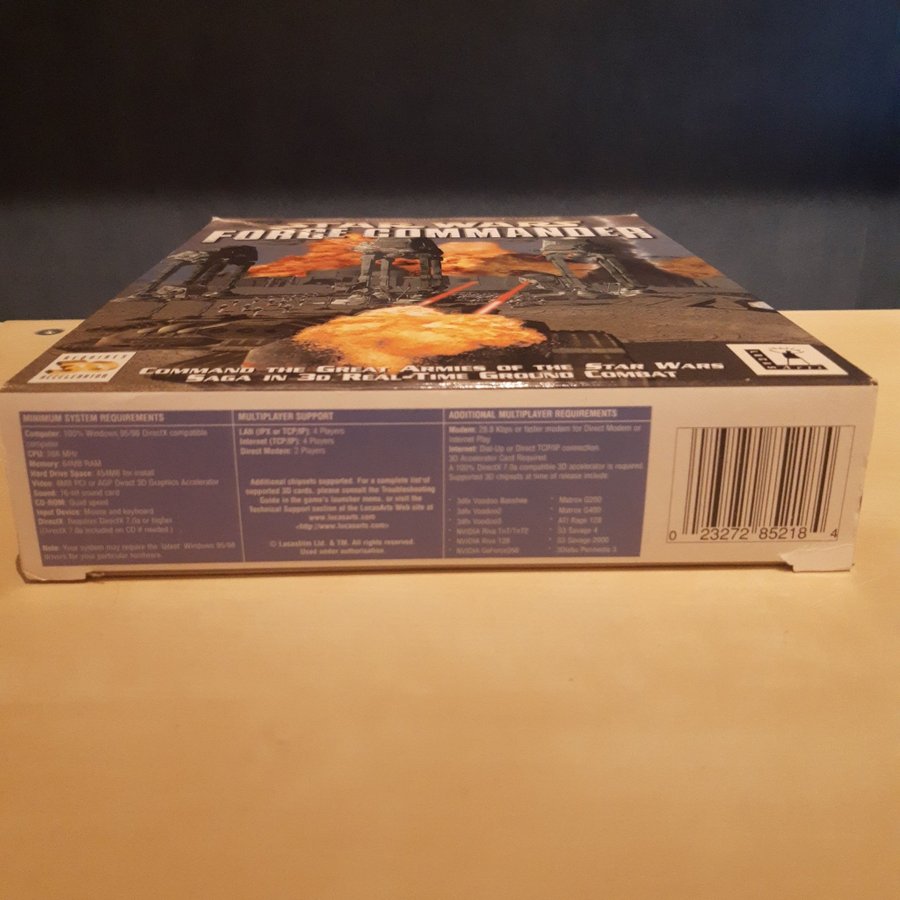 STAR WARS
FORCE COMMANDER
REQUIRES
3D
ACCELERATOR
COMMAND THE GREAT ARMIES OF THE STAR WARS
SAGA IN 3D REAL-TIME GROUND COMBAT
MINIMUM SYSTEM REQUIREMENTS
Computer: 100% Windows 95/98 DirectX compatible
computer
CPU: 266 MHz
Memory: 64MB RAM
Hard Drive Space: 454MB for install
Video: 8MB PCI or AGP Direct 3D Graphics Accelerator
Sound: 16-bit sound card
CD-ROM: Quad speed
Input Device: Mouse and keyboard
DirectX: Requires DirectX 7.0a or higher
(DirectX 7.0a included on CD if needed.)
Note: Your system may require the latest Windows 95/98
drivers for your particular hardware.
MULTIPLAYER SUPPORT
LAN (IPX or TCP/IP): 4 Players
Internet (TCP/IP): 4 Players
Direct Modem: 2 Players
Additional chipsets supported. For a complete list of
supported 3D cards, please consult the Troubleshooting
Guide in the game's launcher menu, or visit the
Technical Support section of the LucasArts Web site at
www.lucasarts.com
<http://www.lucasarts.com>
© Lucasfilm Ltd. & TM. All rights reserved.
Used under authorisation.
ADDITIONAL MULTIPLAYER REQUIREMENTS
Modem: 28.8 Kbps or faster modem for Direct Modem or
Internet Play
Internet: Dial-Up or Direct TCP/IP connection
3D Accelerator Card Required
A 100% DirectX 7.0a compatible 3D accelerator is required.
Supported 3D chipsets at time of release include:
· 3dfx Voodoo Banshee
· 3dfx Voodoo2
· 3dfx Voodoo3
· NVIDIA Riva TnT/TnT2
· NVIDIA Riva 128
· NVIDIA GeForce256
· Matrox G200
· Matrox G400
· ATI Rage 128
· S3 Savage 4
· S3 Savage 2000
· 3Dlabs Permedia 3
0 23272 85218 4